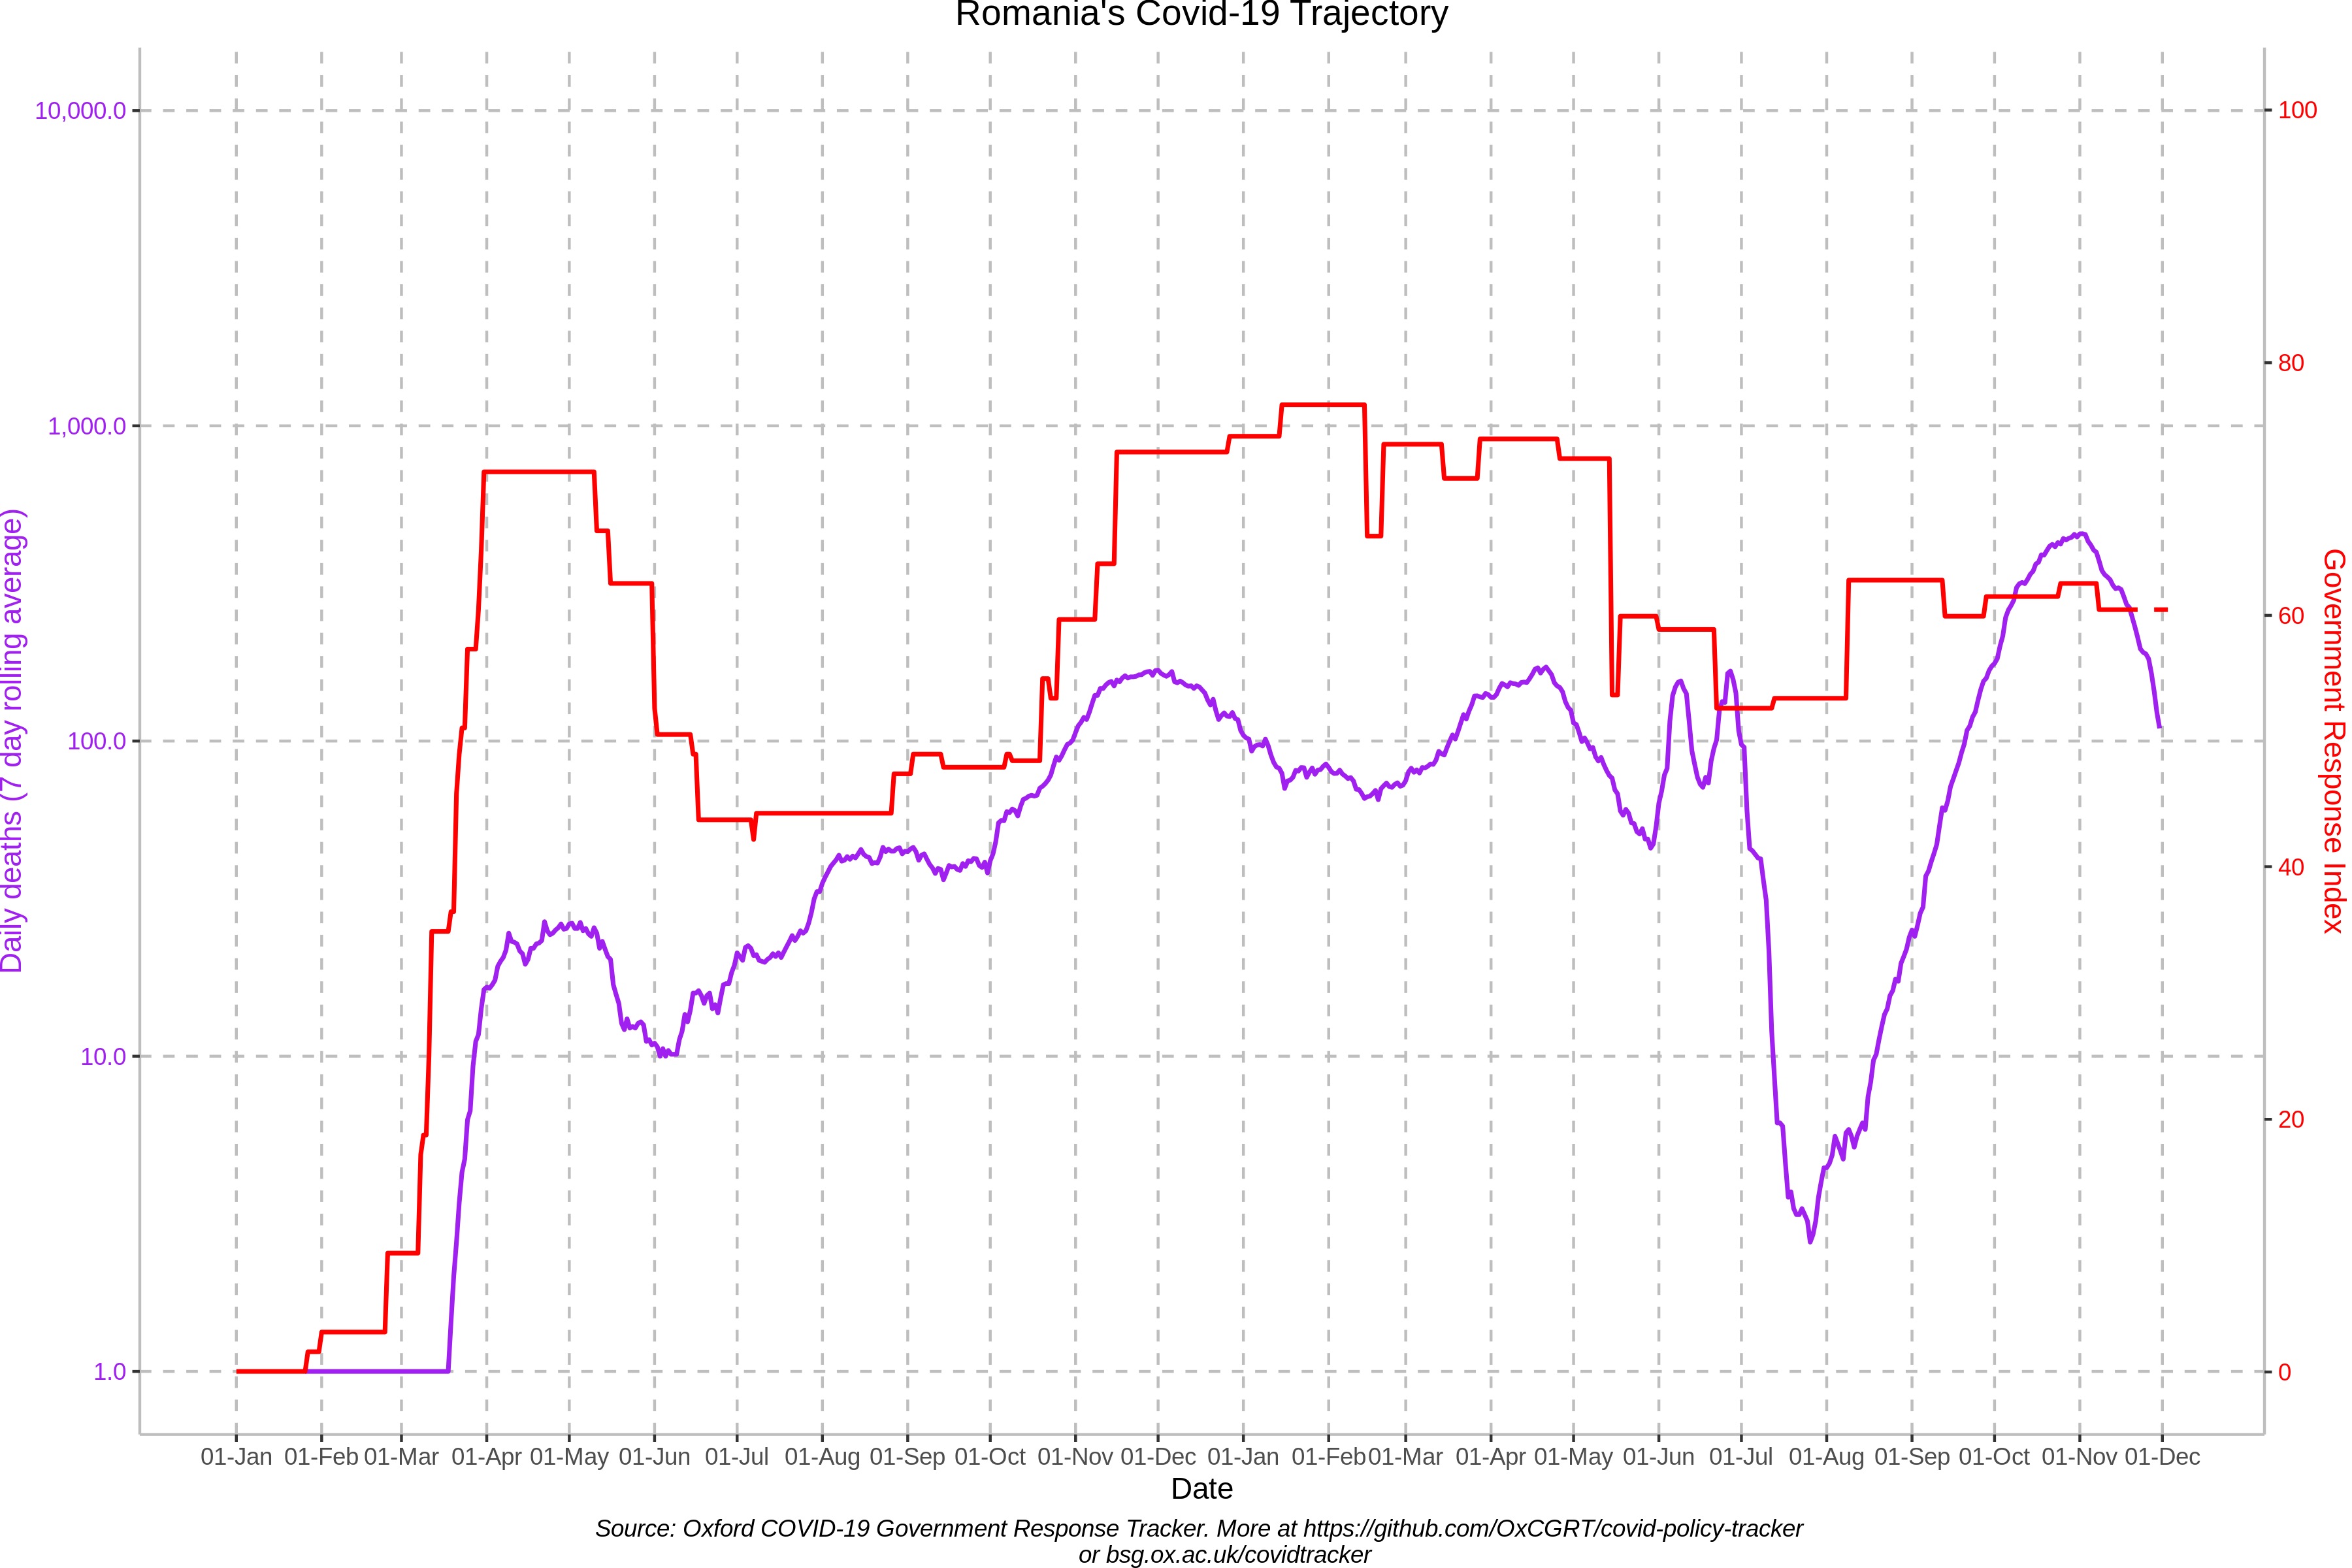 Romania's Covid-19 Trajectory
10,000.0
1,000.0
100.0
10.0
1.0
Daily deaths (7 day rolling average)
100
80
60
40
20
0
Government Response Index
01-Jan 01-Feb 01-Mar 01-Apr 01-May 01-Jun 01-Jul 01-Aug 01-Sep 01-Oct 01-Nov 01-Dec 01-Jan 01-Feb 01-Mar 01-Apr 01-May 01-Jun 01-Jul 01-Aug 01-Sep 01-Oct 01-Nov 01-Dec
Date
Source: Oxford COVID-19 Government Response Tracker. More at https://github.com/OxCGRT/covid-policy-tracker
or bsg.ox.ac.uk/covidtracker